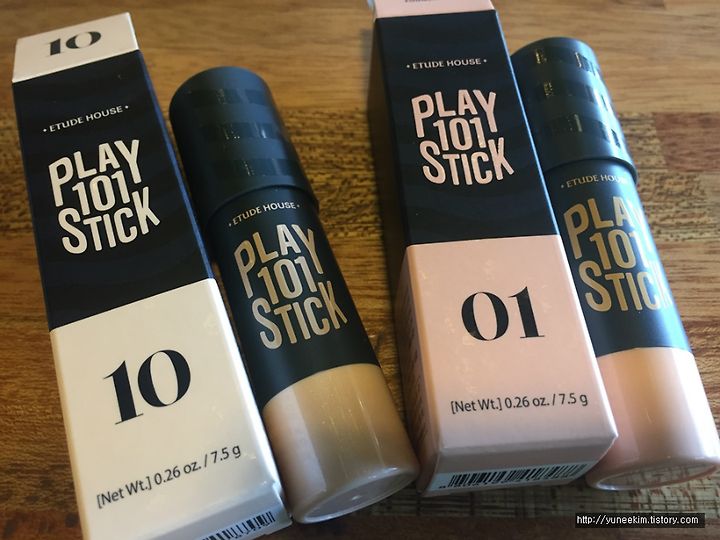 10
• ETUDE HOUSE •
PLAY
101
STICK
10
[Net Wt.] 0.26 oz. / 7.5 g
• ETUDE HOUSE •
PLAY
101
STICK
• ETUDE HOUSE •
PLAY
101
STICK
01
[Net Wt.] 0.26 oz. / 7.5 g
• ETUDE HOUSE
PLAY
101
STICK
http://yuneekim.tistory.com